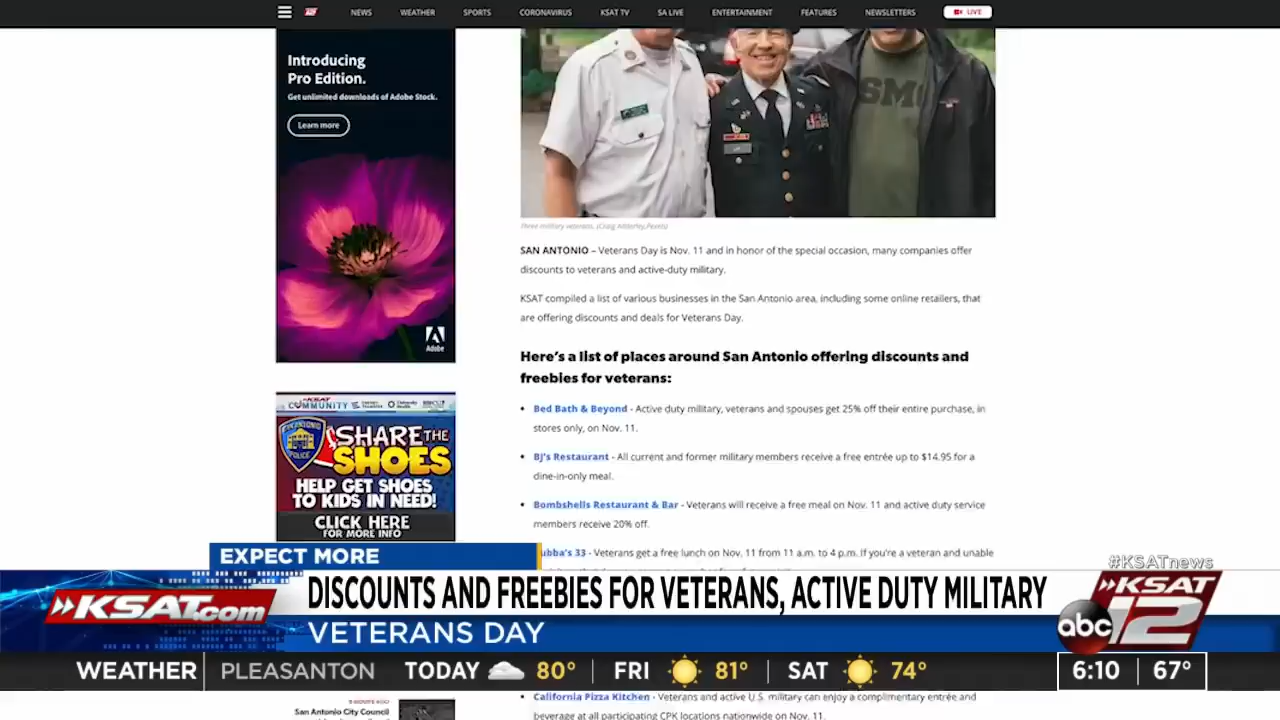 NEWS WEATHER SPORTS CORONAVIRUS KSAT TV SA LIVE ENTERTAINMENT FEATURES NEWSLETTERS LIVE
Introducing
Pro Edition.
Get unlimited downloads of Adobe Stock.
Learn more
Adobe
SMC
Three military veterans. (Craig Adderley,Pexels)
SAN ANTONIO – Veterans Day is Nov. 11 and in honor of the special occasion, many companies offer
discounts to veterans and active-duty military.
KSAT compiled a list of various businesses in the San Antonio area, including some online retailers, that
are offering discounts and deals for Veterans Day.
Here's a list of places around San Antonio offering discounts and
freebies for veterans:
• Bed Bath & Beyond - Active duty military, veterans and spouses get 25% off their entire purchase, in
stores only, on Nov. 11.
• BJ's Restaurant - All current and former military members receive a free entrée up to $14.95 for a
dine-in-only meal.
• Bombshells Restaurant & Bar - Veterans will receive a free meal on Nov. 11 and active duty service
members receive 20% off.
ubba's 33 - Veterans get a free lunch on Nov. 11 from 11 a.m. to 4 p.m. If you're a veteran and unable
KSAT
COMMUNITY
SAN ANTONIO
POLICE
SHARE THE
SHOES
HELP GET SHOES
TO KIDS IN NEED!
CLICK HERE
FOR MORE INFO
EXPECT MORE
#KSATnews
KSAT.com
DISCOUNTS AND FREEBIES FOR VETERANS, ACTIVE DUTY MILITARY
VETERANS DAY
KSAT
abc 12
WEATHER PLEASANTON TODAY 80° FRI 81° SAT 74° 6:10 67°
• California Pizza Kitchen - Veterans and active U.S. military can enjoy a complimentary entrée and
beverage at all participating CPK locations nationwide on Nov. 11.
San Antonio City Council